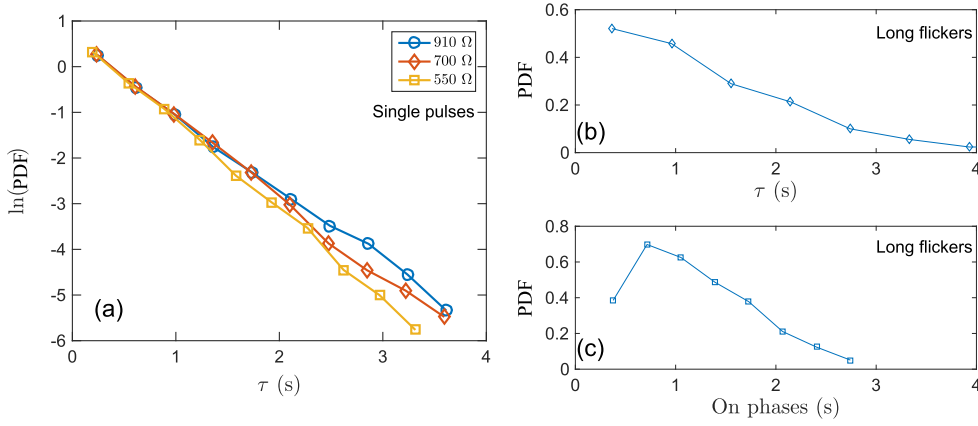 1
0
-1
-2
-3
-4
-5
-6
ln(PDF)
910 Ω
700 Ω
550 Ω
Single pulses
(a)
0 1 2 3 4
τ (s)
0.6
0.4
0.2
0
PDF
Long flickers
(b)
0 1 2 3 4
τ (s)
0.8
0.6
0.4
0.2
0
PDF
Long flickers
(c)
0 1 2 3 4
On phases (s)